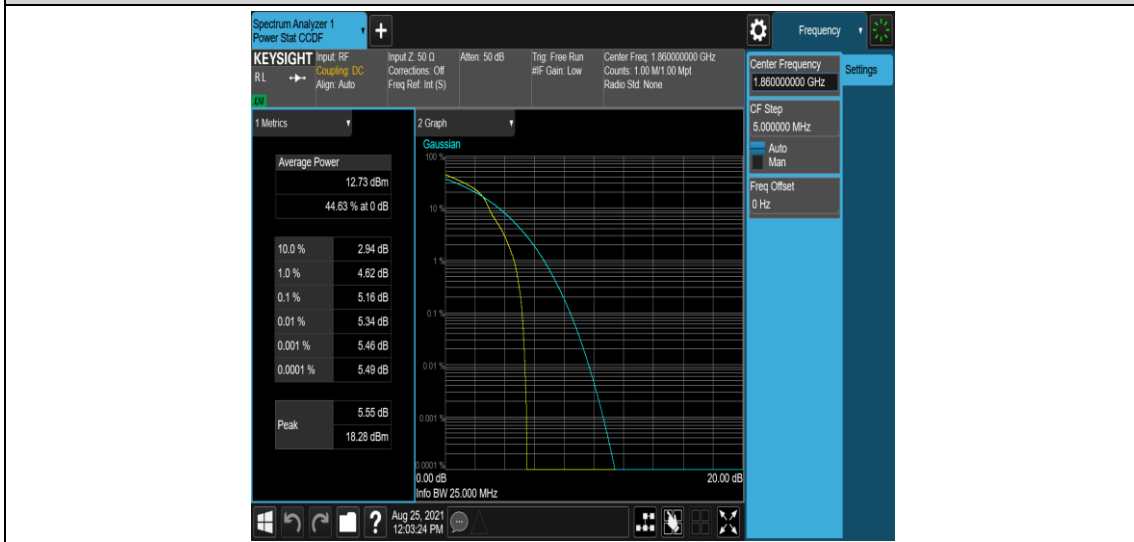 Spectrum Analyzer 1
Power Stat CCDF
+
Frequency
KEYSIGHT
Input: RF
Coupling: DC
Align: Auto
Input Z: 50 Ω
Corrections: Off
Freq Ref: Int (S)
Atten: 50 dB
Trig: Free Run
#IF Gain: Low
Center Freq: 1.860000000 GHz
Counts: 1.00 M/1.00 Mpt
Radio Std: None
RL
Center Frequency
1.860000000 GHz
Settings
CF Step
5.000000 MHz
Auto
Man
Freq Offset
0 Hz
1 Metrics
Average Power
12.73 dBm
44.63 % at 0 dB
10.0 % 2.94 dB
1.0 % 4.62 dB
0.1 % 5.16 dB
0.01 % 5.34 dB
0.001 % 5.46 dB
0.0001 % 5.49 dB
Peak
5.55 dB
18.28 dBm
2 Graph
Gaussian
100 %
10 %
1 %
0.1 %
0.01 %
0.001 %
0.0001 %
0.00 dB
20.00 dB
Info BW 25.000 MHz
?
Aug 25, 2021
12:03:24 PM